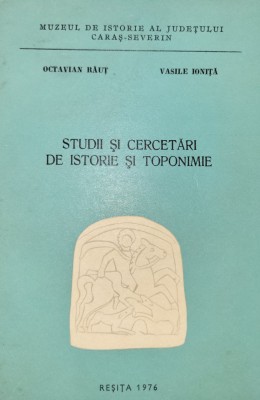 MUZEUL DE ISTORIE AL JUDEȚULUI
CARAȘ-SEVERIN
OCTAVIAN RĂUȚ VASILE IONIȚĂ
STUDII ȘI CERCETĂRI
DE ISTORIE ȘI TOPONIMIE
REȘIȚA 1976